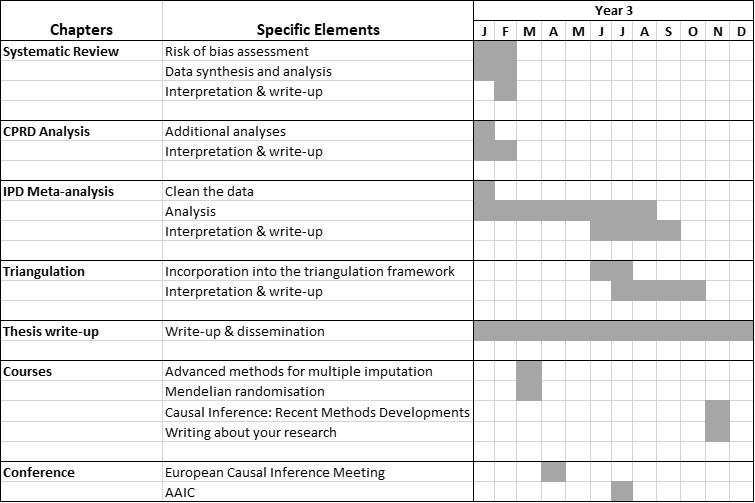 Year 3
Chapters Specific Elements J F M A M J J A S O N D
Systematic Review Risk of bias assessment
Data synthesis and analysis
Interpretation & write-up
CPRD Analysis Additional analyses
Interpretation & write-up
IPD Meta-analysis Clean the data
Analysis
Interpretation & write-up
Triangulation Incorporation into the triangulation framework
Interpretation & write-up
Thesis write-up Write-up & dissemination
Courses Advanced methods for multiple imputation
Mendelian randomisation
Causal Inference: Recent Methods Developments
Writing about your research
Conference European Causal Inference Meeting
AAIC